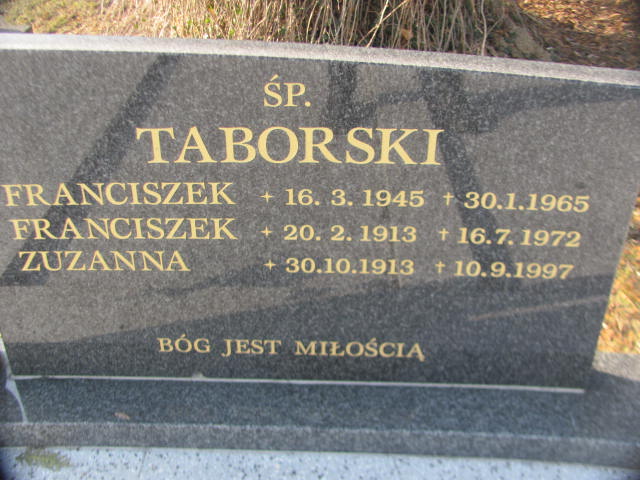 ŚP.
TABORSKI
FRANCISZEK + 16. 3. 1945 † 30.1.1965
FRANCISZEK + 20. 2. 1913 † 16.7.1972
ZUZANNA + 30.10.1913 † 10.9.1997
BÓG JEST MIŁOŚCIĄ